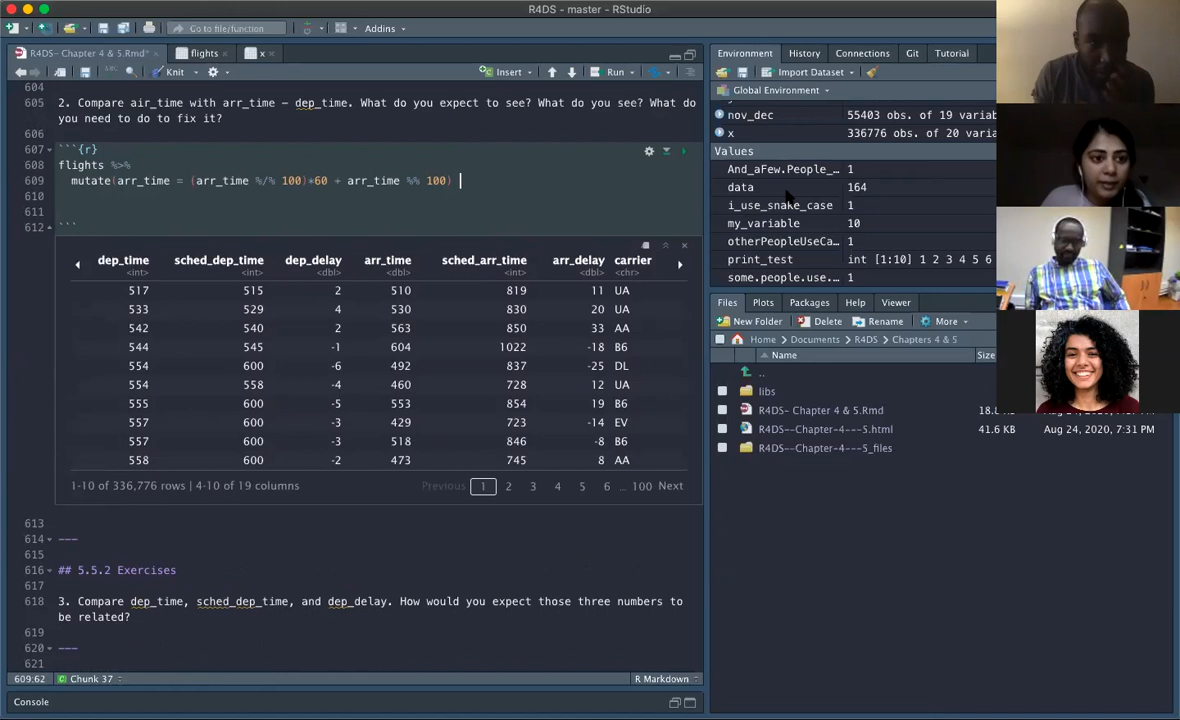 R4DS - master - RStudio
Go to file/function
Addins
R4DS- Chapter 4 & 5.Rmd*
flights
x
Knit
Insert
Run
604
605 2. Compare air_time with arr_time – dep_time. What do you expect to see? What do you see? What do
you need to do to fix it?
606
607 ```{r}
608 flights %>%
609 mutate(arr_time = (arr_time %/% 100)*60 + arr_time %% 100)
610
611
612 ```
dep_time sched_dep_time dep_delay arr_time sched_arr_time arr_delay carrier
<int> <int> <dbl> <dbl> <int> <dbl> <chr>
517 515 2 510 819 11 UA
533 529 4 530 830 20 UA
542 540 2 563 850 33 AA
544 545 -1 604 1022 -18 B6
554 600 -6 492 837 -25 DL
554 558 -4 460 728 12 UA
555 600 -5 553 854 19 B6
557 600 -3 429 723 -14 EV
557 600 -3 518 846 -8 B6
558 600 -2 473 745 8 AA
1-10 of 336,776 rows | 4-10 of 19 columns
Previous 1 2 3 4 5 6 … 100 Next
613
614 ---
615
616 ## 5.5.2 Exercises
617
618 3. Compare dep_time, sched_dep_time, and dep_delay. How would you expect those three numbers to
be related?
619
620 ---
621
609:62 Chunk 37
R Markdown
Console
Environment History Connections Git Tutorial
Import Dataset
Global Environment
nov_dec 55403 obs. of 19 variab
x 336776 obs. of 20 varia
Values
And_aFew.People_… 1
data 164
i_use_snake_case 1
my_variable 10
otherPeopleUseCa… 1
print_test int [1:10] 1 2 3 4 5 6
some.people.use.… 1
Files Plots Packages Help Viewer
New Folder Delete Rename More
Home Documents R4DS Chapters 4 & 5
Name Size
..
libs
R4DS- Chapter 4 & 5.Rmd
R4DS--Chapter-4---5.html 41.6 KB Aug 24, 2020, 7:31 PM
R4DS--Chapter-4---5_files